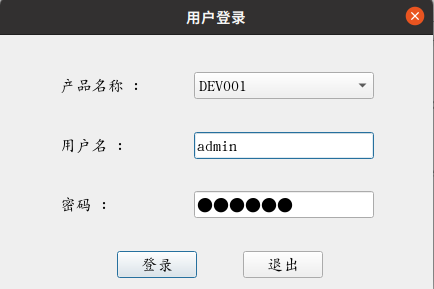 用户登录
产品名称 : DEV001
用户名 : admin
密码 : ●●●●●●
登录 退出